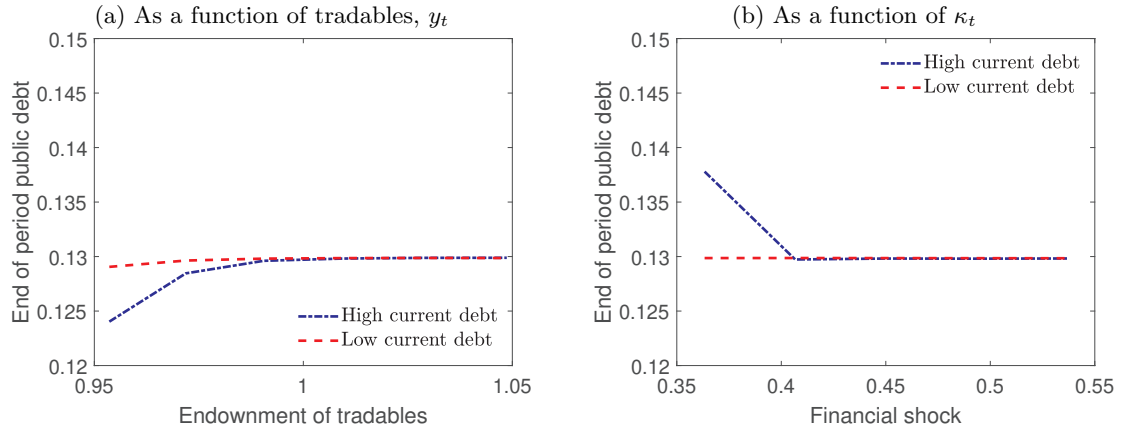 (a) As a function of tradables, y_t
0.15
0.145
0.14
0.135
0.13
0.125
0.12
End of period public debt
High current debt
Low current debt
0.95
1
1.05
Endownment of tradables
(b) As a function of κ_t
0.15
0.145
0.14
0.135
0.13
0.125
0.12
End of period public debt
High current debt
Low current debt
0.35
0.4
0.45
0.5
0.55
Financial shock